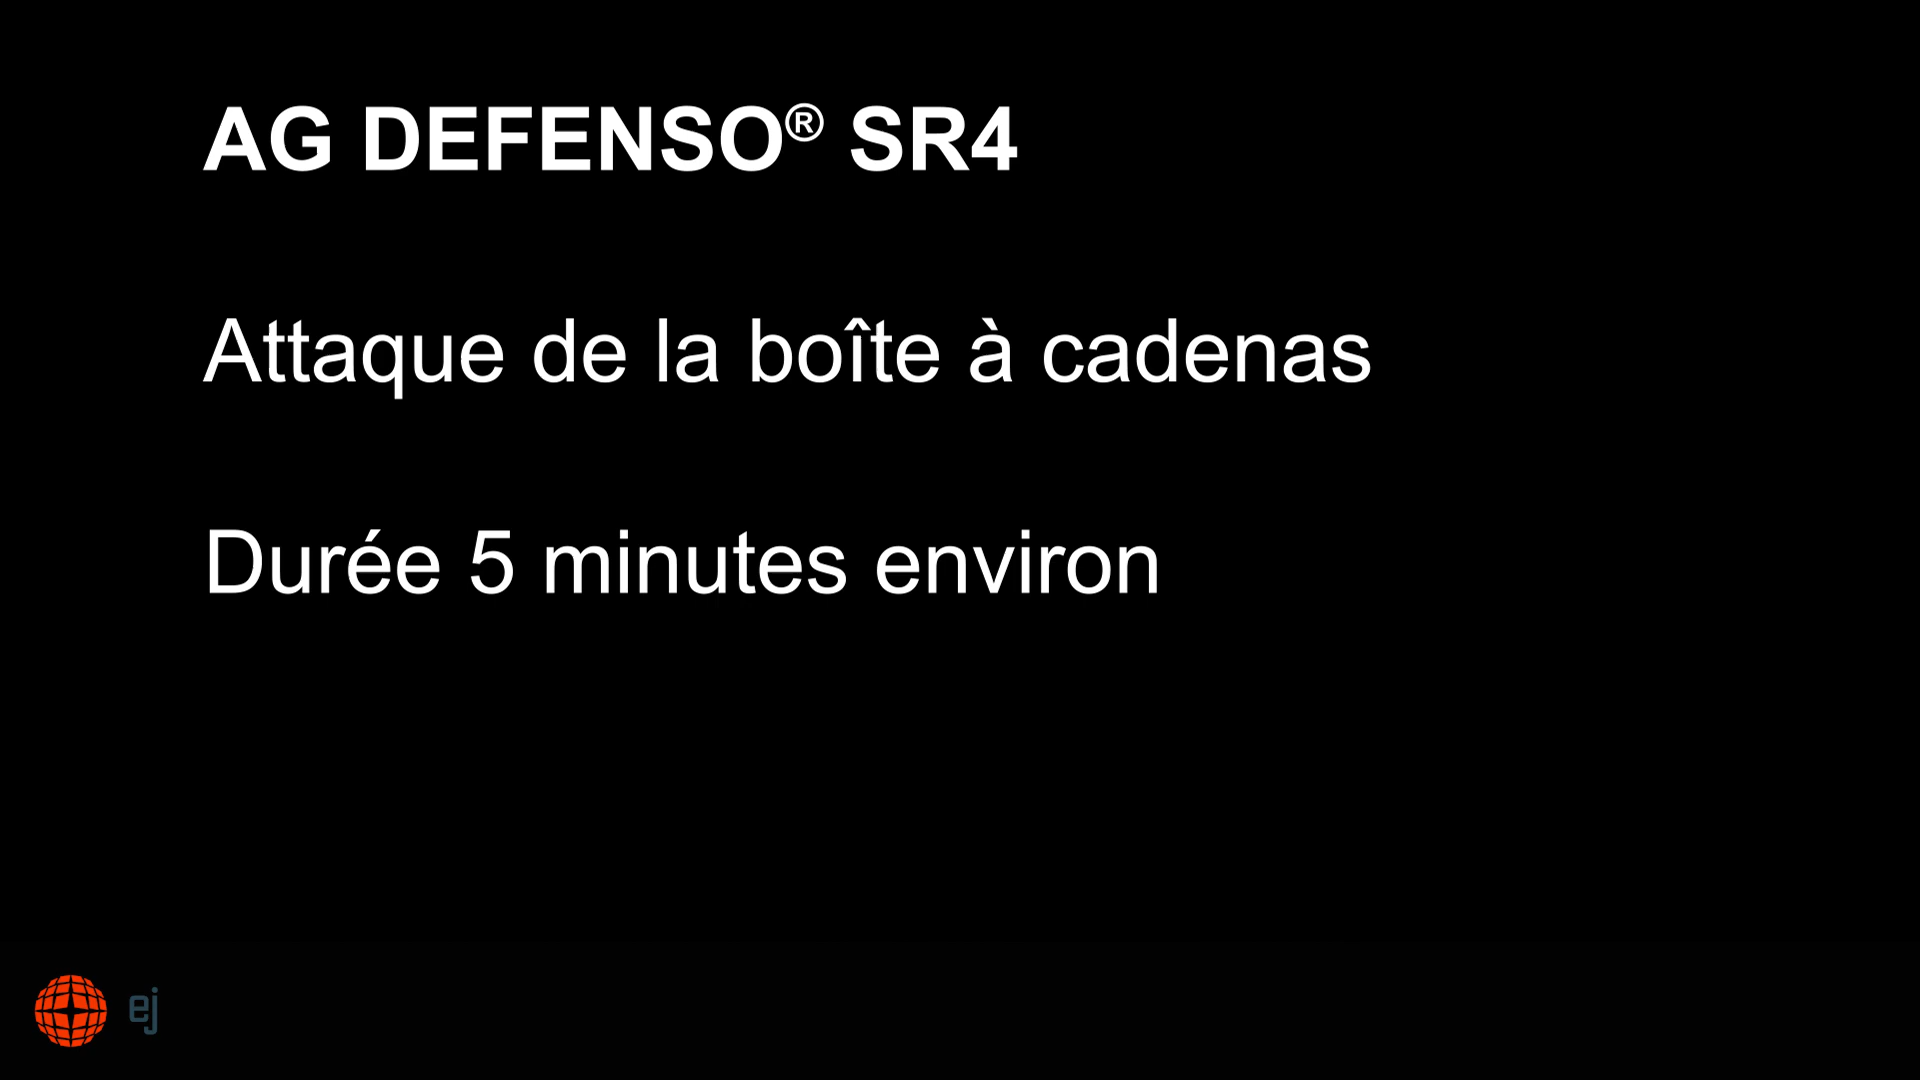 AG DEFENSO® SR4
Attaque de la boîte à cadenas
Durée 5 minutes environ
ej